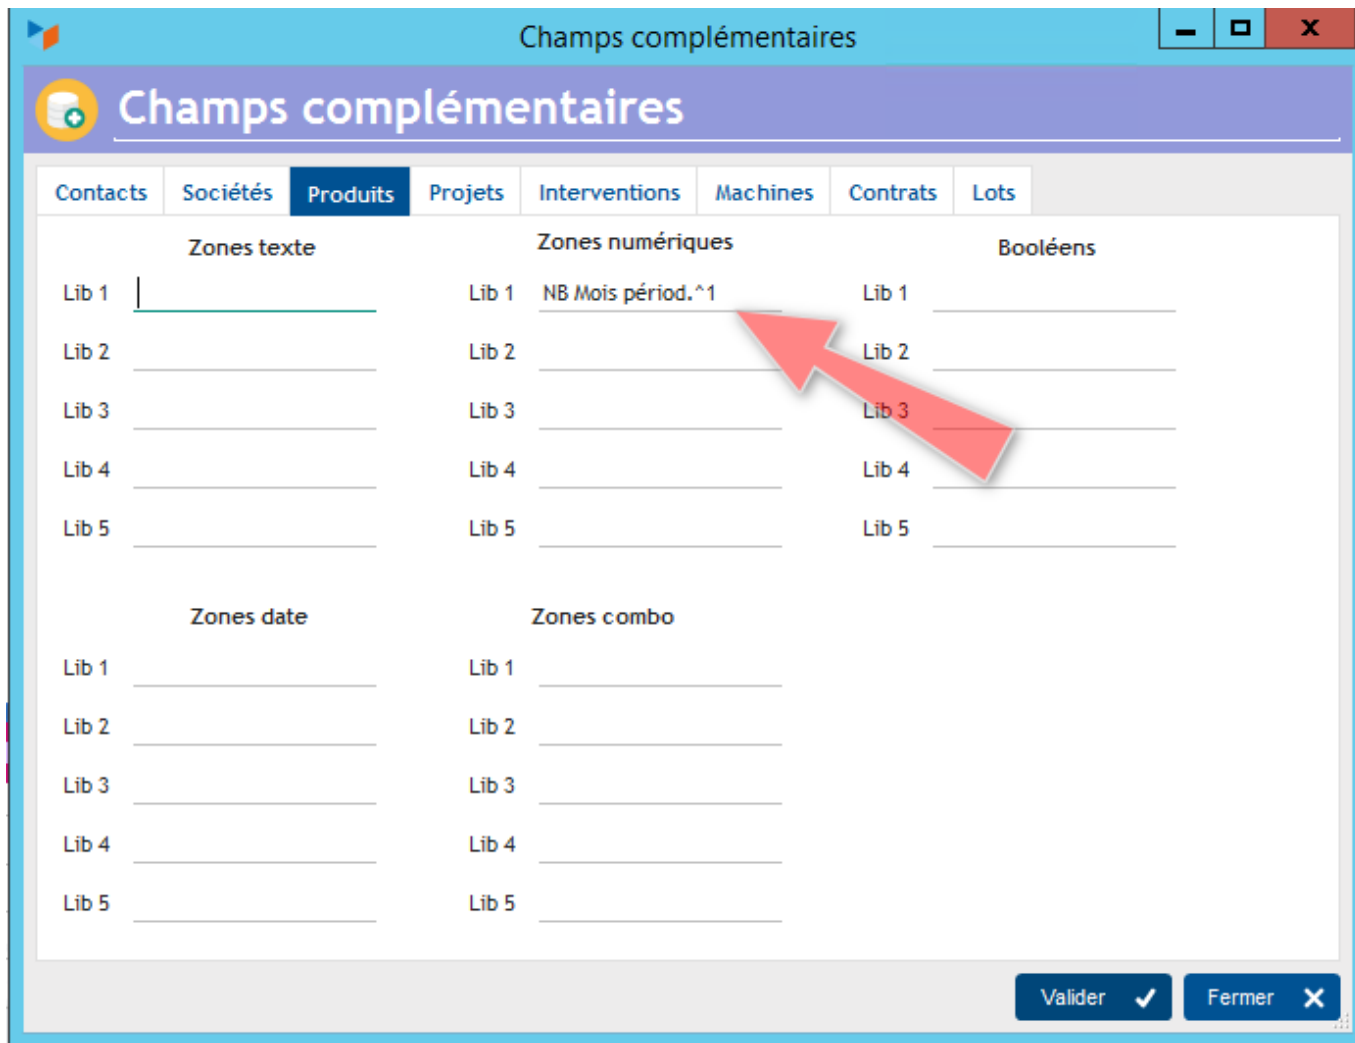 Champs complémentaires
Champs complémentaires
Contacts Sociétés Produits Projets Interventions Machines Contrats Lots
Zones texte Zones numériques Booléens
Lib 1 Lib 1 NB Mois périod.^1 Lib 1
Lib 2 Lib 2 Lib 2
Lib 3 Lib 3 Lib 3
Lib 4 Lib 4 Lib 4
Lib 5 Lib 5 Lib 5
Zones date Zones combo
Lib 1 Lib 1
Lib 2 Lib 2
Lib 3 Lib 3
Lib 4 Lib 4
Lib 5 Lib 5
Valider Fermer